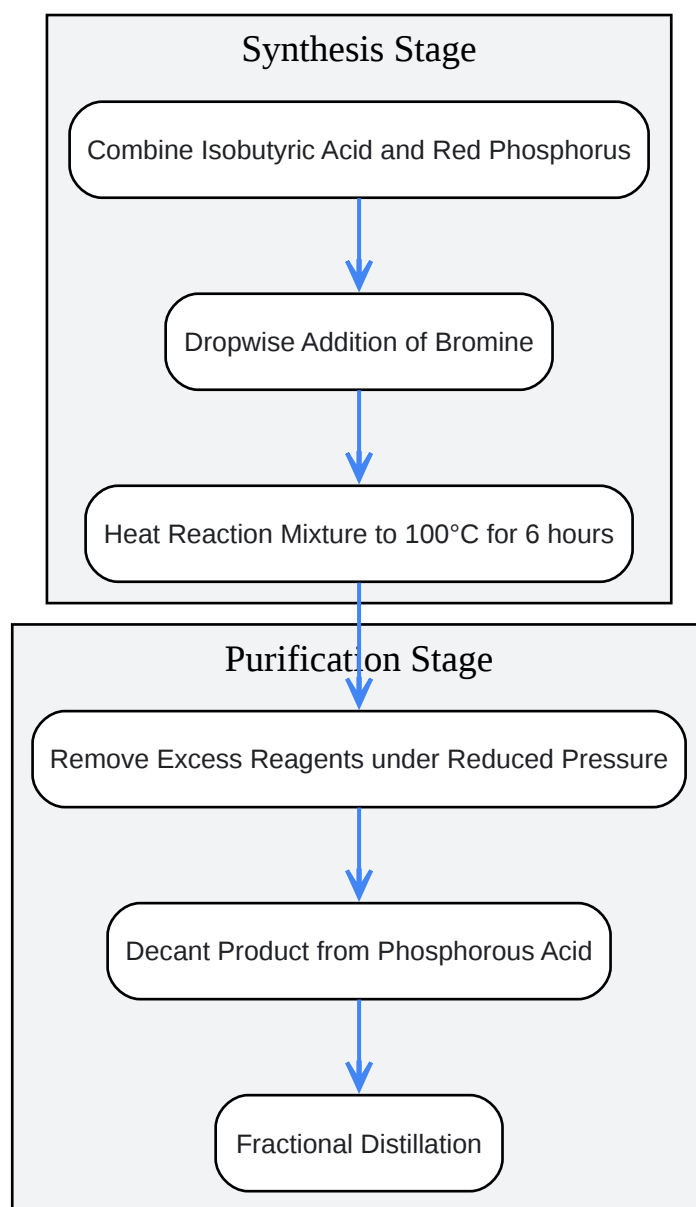 Synthesis Stage
Combine Isobutyric Acid and Red Phosphorus
Dropwise Addition of Bromine
Heat Reaction Mixture to 100°C for 6 hours
Purification Stage
Remove Excess Reagents under Reduced Pressure
Decant Product from Phosphorous Acid
Fractional Distillation